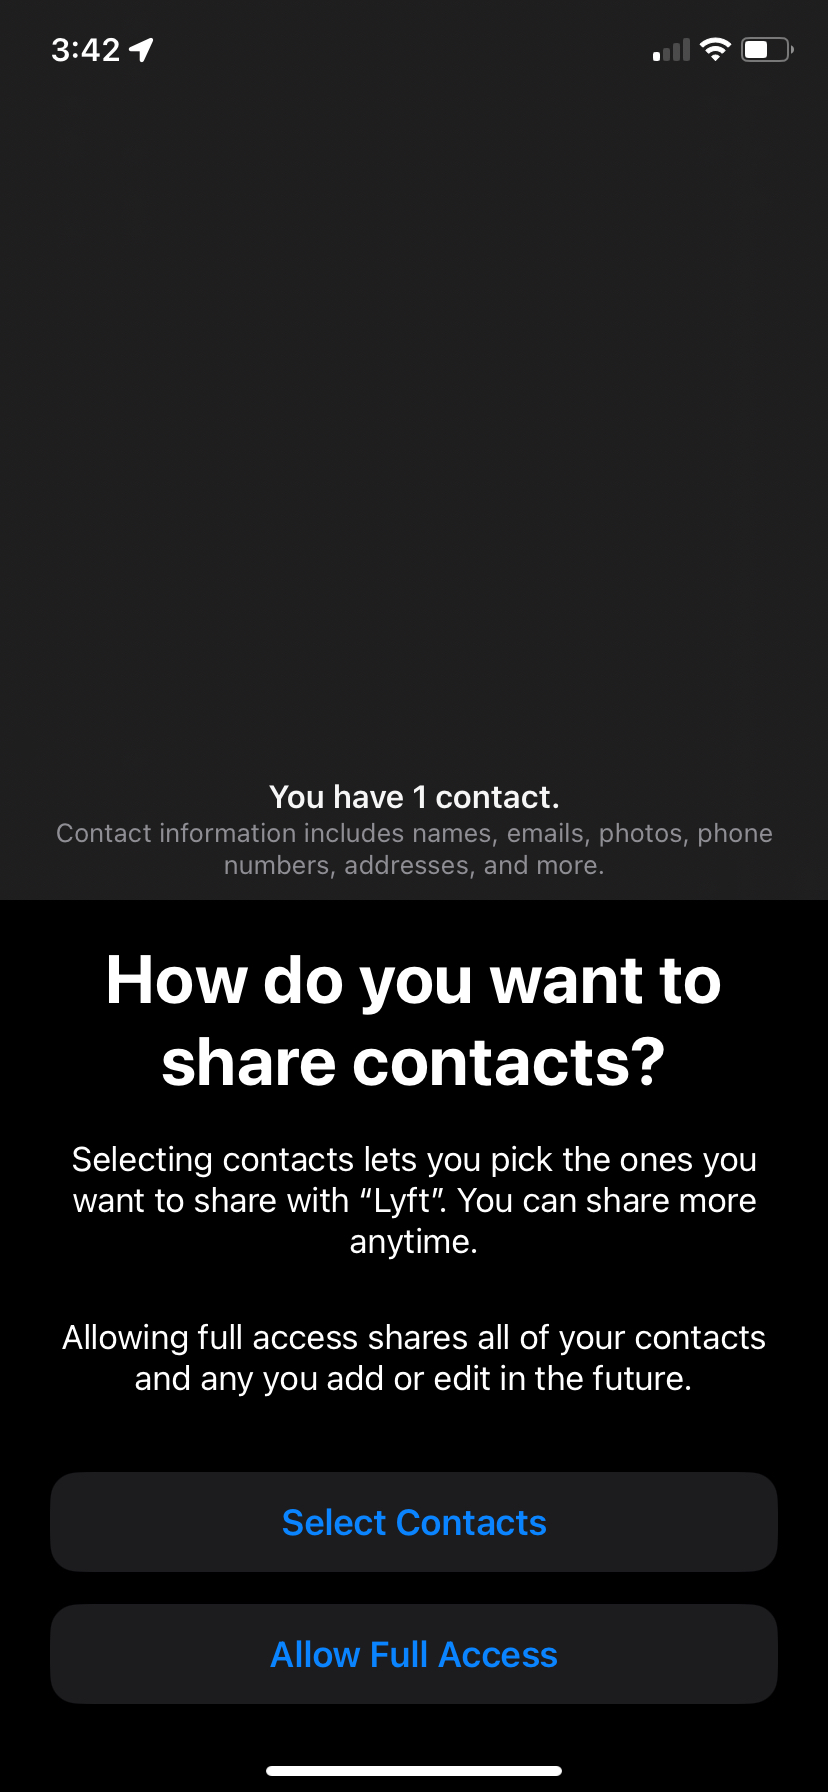 3:42
You have 1 contact.
Contact information includes names, emails, photos, phone
numbers, addresses, and more.
How do you want to
share contacts?
Selecting contacts lets you pick the ones you
want to share with “Lyft”. You can share more
anytime.
Allowing full access shares all of your contacts
and any you add or edit in the future.
Select Contacts
Allow Full Access